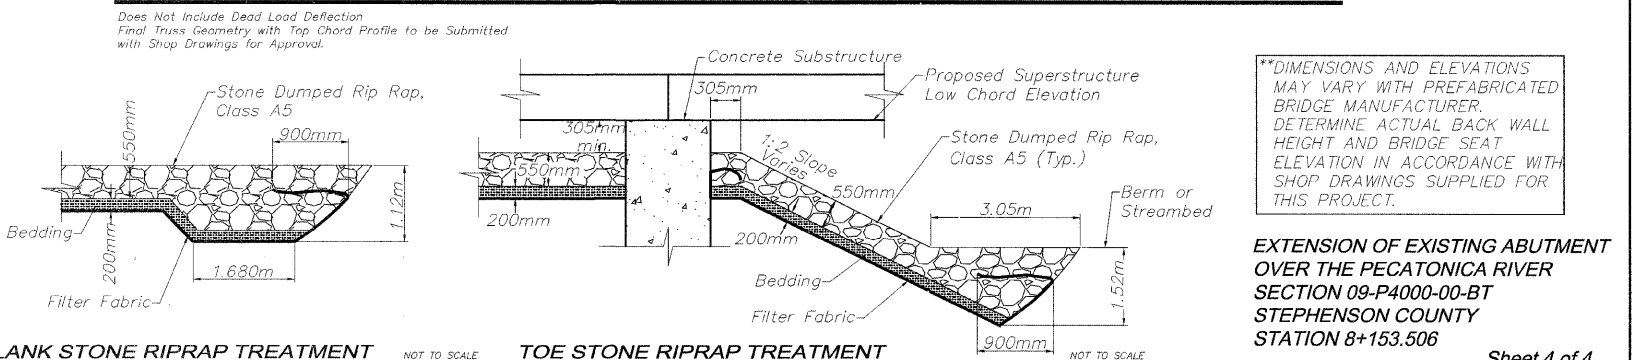 Does Not Include Dead Load Deflection
Final Truss Geometry with Top Chord Profile to be Submitted
with Shop Drawings for Approval.
Stone Dumped Rip Rap,
Class A5
900mm
550mm
1.12m
Bedding
200mm
1.680m
Filter Fabric
LANK STONE RIPRAP TREATMENT
NOT TO SCALE
Concrete Substructure
305mm
Proposed Superstructure
Low Chord Elevation
305mm
min.
550mm
200mm
1:2 Slope
Varies
Stone Dumped Rip Rap,
Class A5 (Typ.)
550mm
200mm
3.05m
Berm or
Streambed
1.52m
Bedding
Filter Fabric
900mm
TOE STONE RIPRAP TREATMENT
NOT TO SCALE
**DIMENSIONS AND ELEVATIONS
MAY VARY WITH PREFABRICATED
BRIDGE MANUFACTURER.
DETERMINE ACTUAL BACK WALL
HEIGHT AND BRIDGE SEAT
ELEVATION IN ACCORDANCE WITH
SHOP DRAWINGS SUPPLIED FOR
THIS PROJECT.
EXTENSION OF EXISTING ABUTMENT
OVER THE PECATONICA RIVER
SECTION 09-P4000-00-BT
STEPHENSON COUNTY
STATION 8+153.506
Sheet 4 of 4